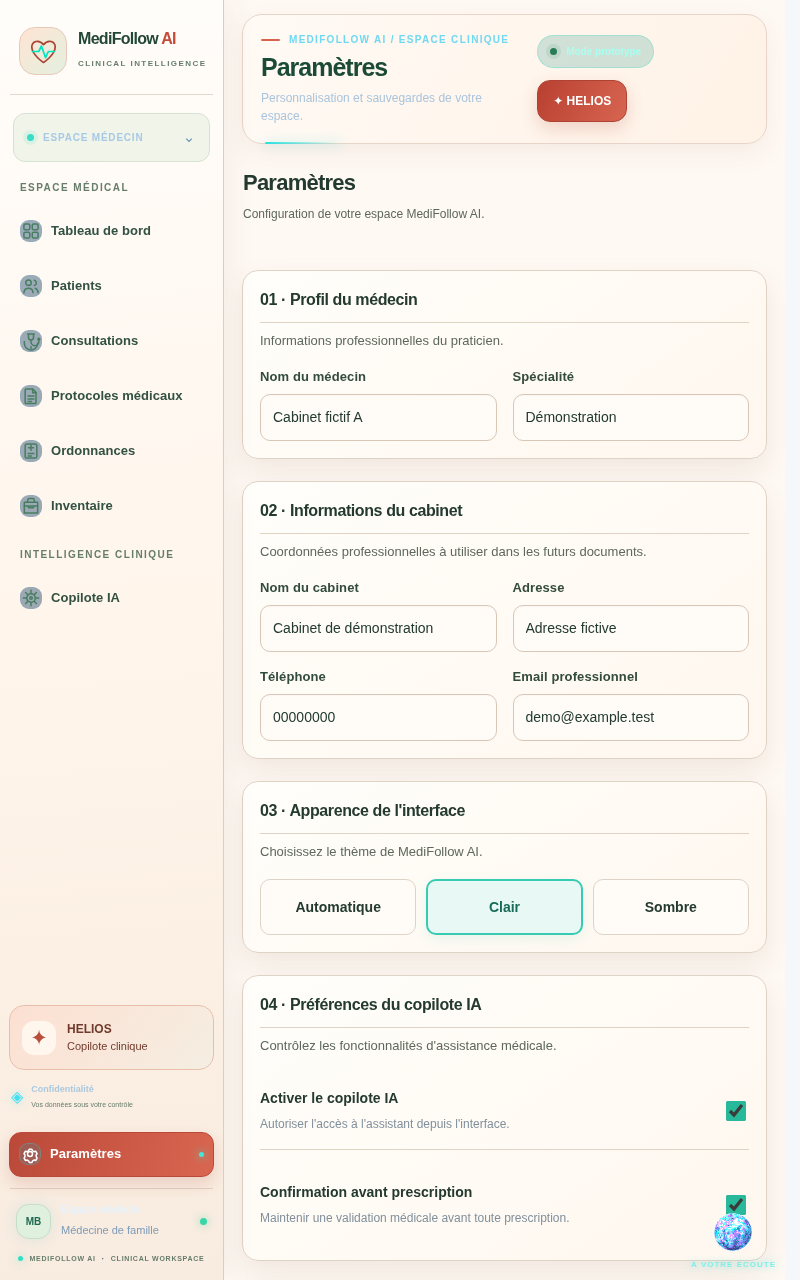 MediFollow AI
CLINICAL INTELLIGENCE
ESPACE MÉDECIN
ESPACE MÉDICAL
Tableau de bord
Patients
Consultations
Protocoles médicaux
Ordonnances
Inventaire
INTELLIGENCE CLINIQUE
Copilote IA
HELIOS
Copilote clinique
Confidentialité
Vos données sous votre contrôle
Paramètres
MB
Médecine de famille
MEDIFOLLOW AI · CLINICAL WORKSPACE
MEDIFOLLOW AI / ESPACE CLINIQUE
Paramètres
Personnalisation et sauvegardes de votre
espace.
Mode prototype
✦ HELIOS
Paramètres
Configuration de votre espace MediFollow AI.
01 · Profil du médecin
Informations professionnelles du praticien.
Nom du médecin
Cabinet fictif A
Spécialité
Démonstration
02 · Informations du cabinet
Coordonnées professionnelles à utiliser dans les futurs documents.
Nom du cabinet
Cabinet de démonstration
Adresse
Adresse fictive
Téléphone
00000000
Email professionnel
demo@example.test
03 · Apparence de l'interface
Choisissez le thème de MediFollow AI.
Automatique
Clair
Sombre
04 · Préférences du copilote IA
Contrôlez les fonctionnalités d'assistance médicale.
Activer le copilote IA
Autoriser l'accès à l'assistant depuis l'interface.
Confirmation avant prescription
Maintenir une validation médicale avant toute prescription.
À VOTRE ÉCOUTE